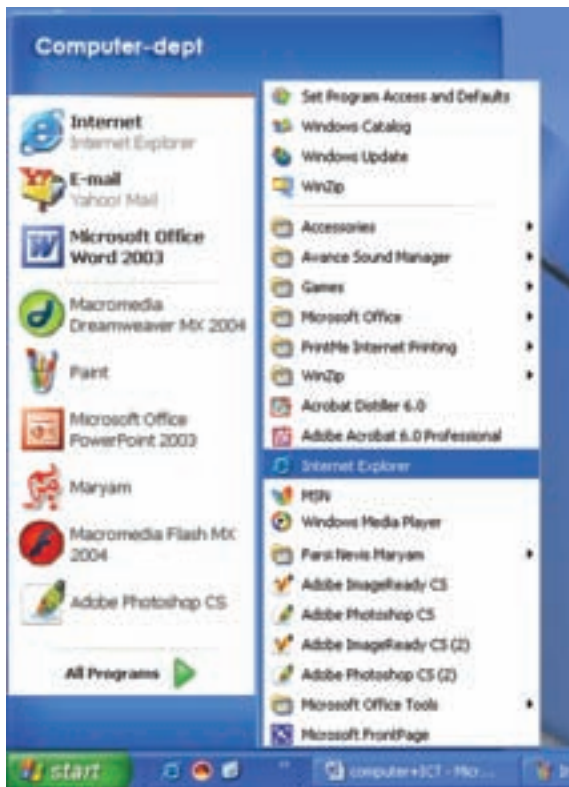 Computer-dept
Internet
Internet Explorer
E-mail
Yahoo! Mail
Microsoft Office
Word 2003
Macromedia
Dreamweaver MX 2004
Paint
Microsoft Office
PowerPoint 2003
Maryam
Macromedia Flash MX
2004
Adobe Photoshop CS
All Programs
Set Program Access and Defaults
Windows Catalog
Windows Update
WinZip
Accessories
Avance Sound Manager
Games
Microsoft Office
PrintMe Internet Printing
WinZip
Acrobat Distiller 6.0
Adobe Acrobat 6.0 Professional
Internet Explorer
MSN
Windows Media Player
Parsi Nevis Maryam
Adobe ImageReady CS
Adobe Photoshop CS
Adobe ImageReady CS (2)
Adobe Photoshop CS (2)
Microsoft Office Tools
Microsoft FrontPage
start
computer+ICT - Micr...